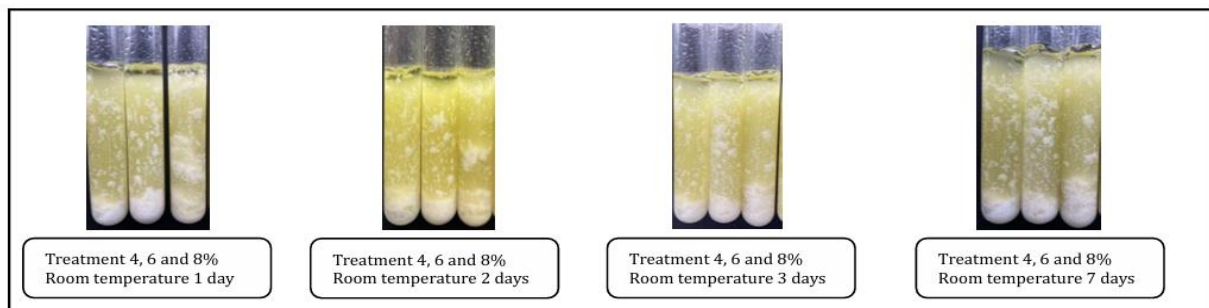 Treatment 4, 6 and 8%
Room temperature 1 day
Treatment 4, 6 and 8%
Room temperature 2 days
Treatment 4, 6 and 8%
Room temperature 3 days
Treatment 4, 6 and 8%
Room temperature 7 days